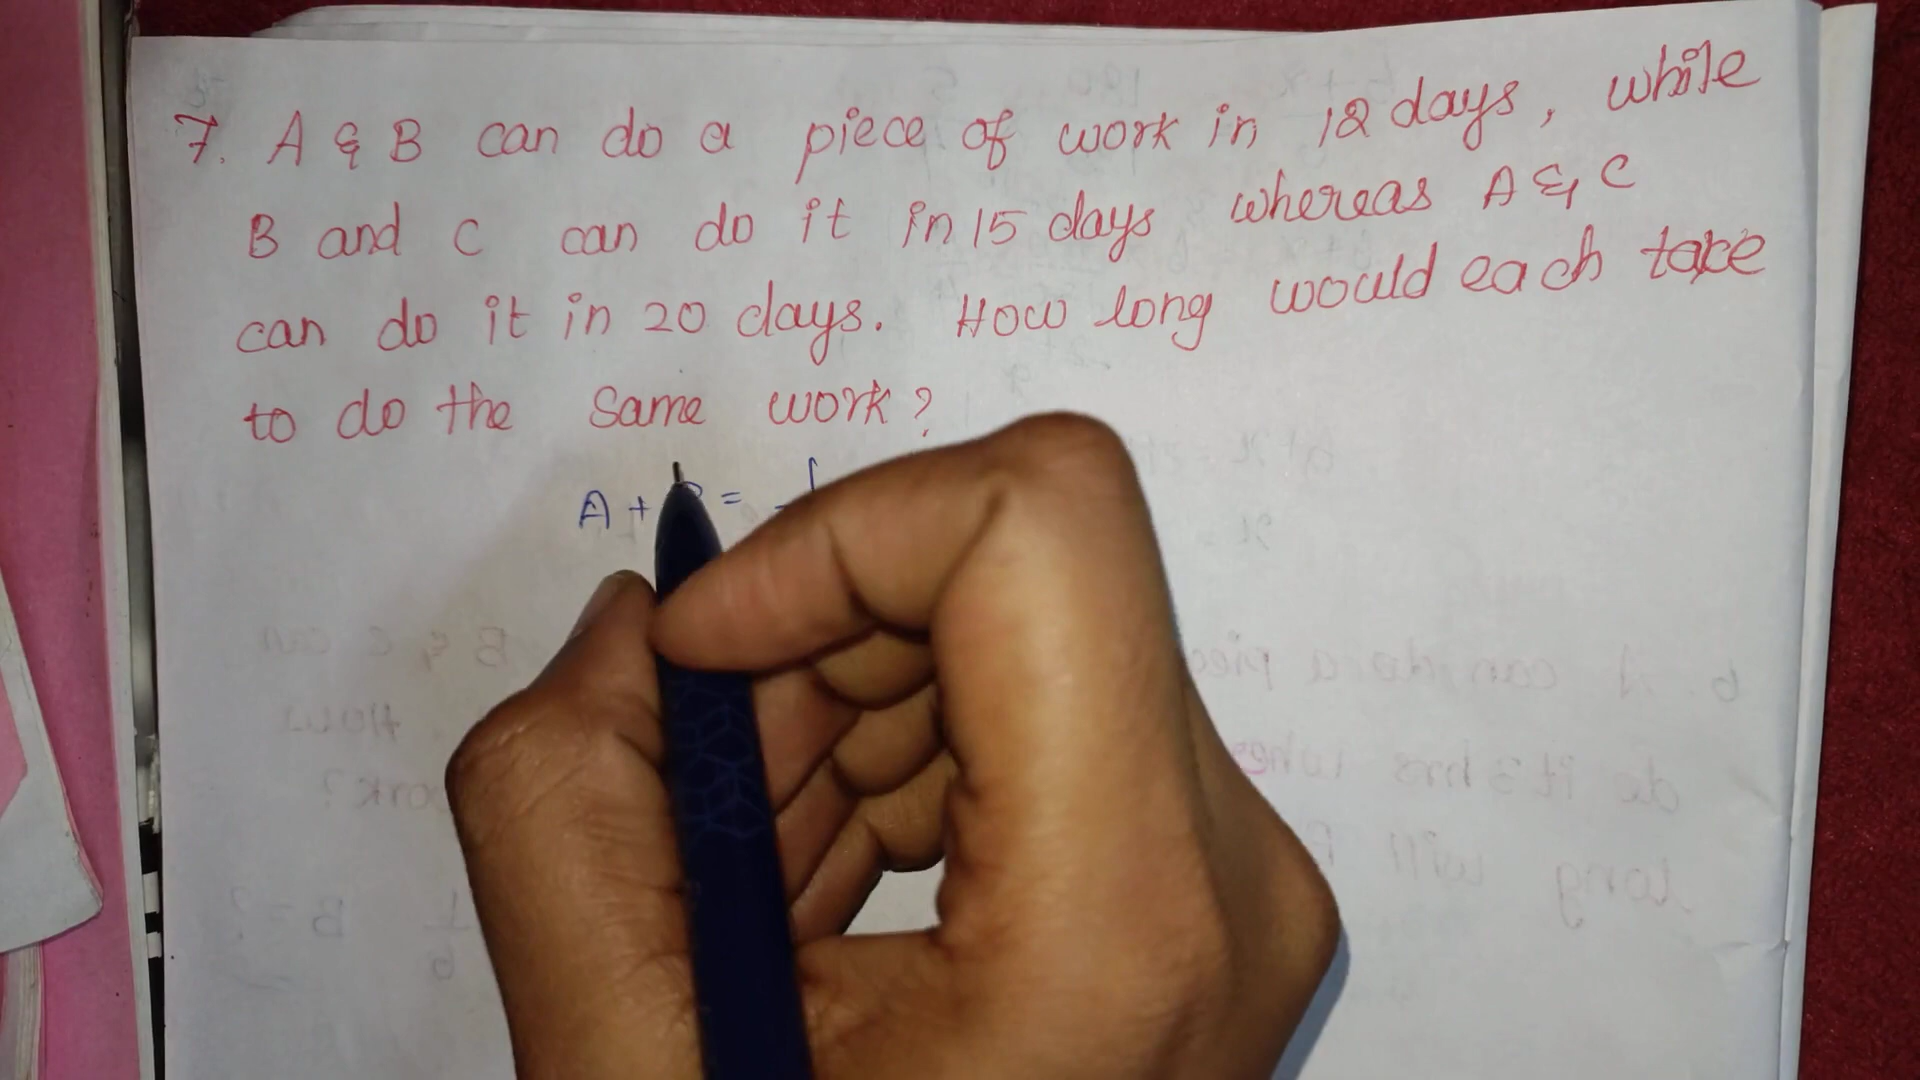 7. A & B can do a piece of work in 12 days, while
B and C can do it in 15 days whereas A & C
can do it in 20 days. How long would each take
to do the same work?
A + B =